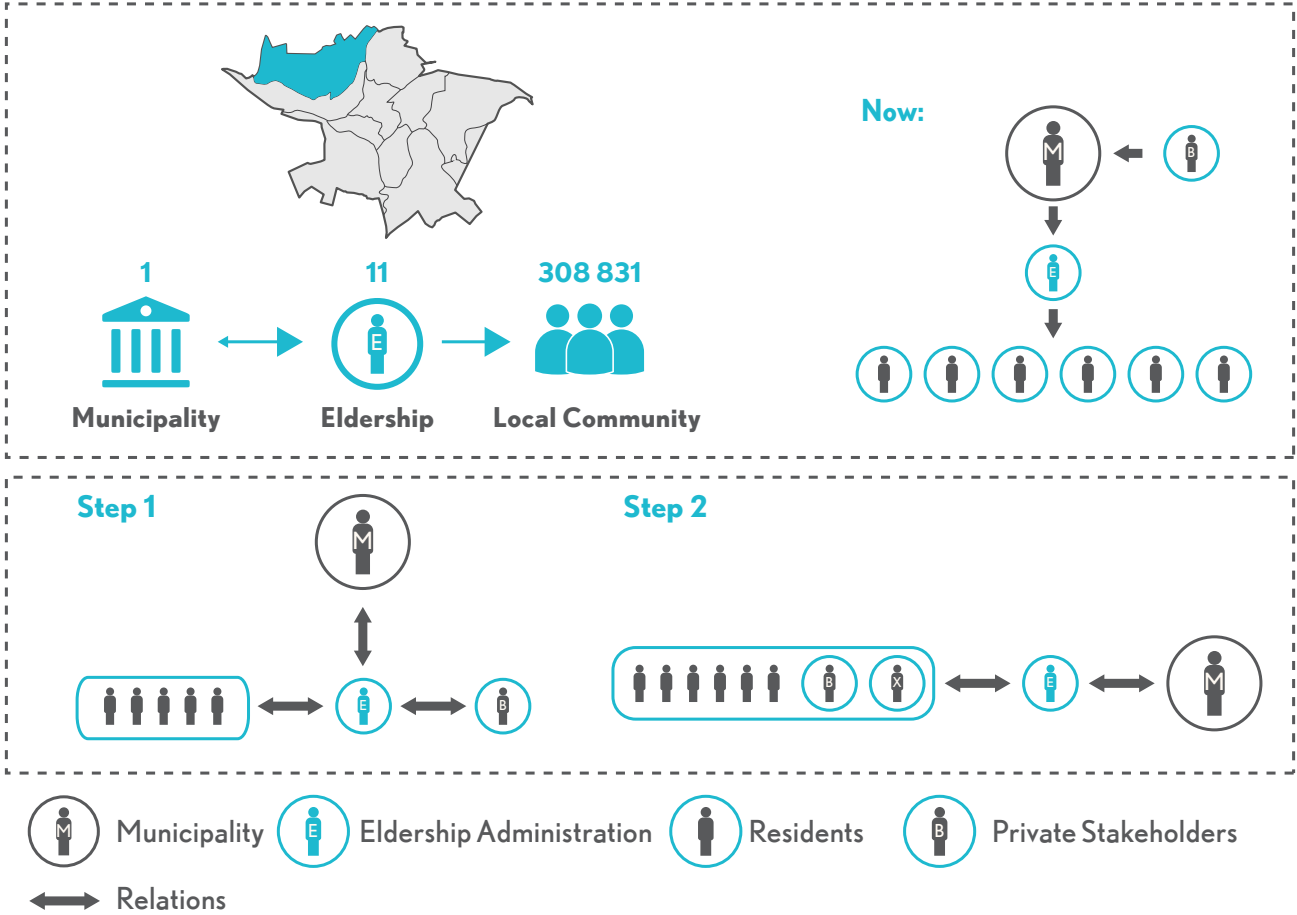 Now:
M
B
E
1
11
308 831
E
Municipality
Eldership
Local Community
Step 1
M
E
B
Step 2
B
X
E
M
M Municipality
E Eldership Administration
Residents
B Private Stakeholders
Relations